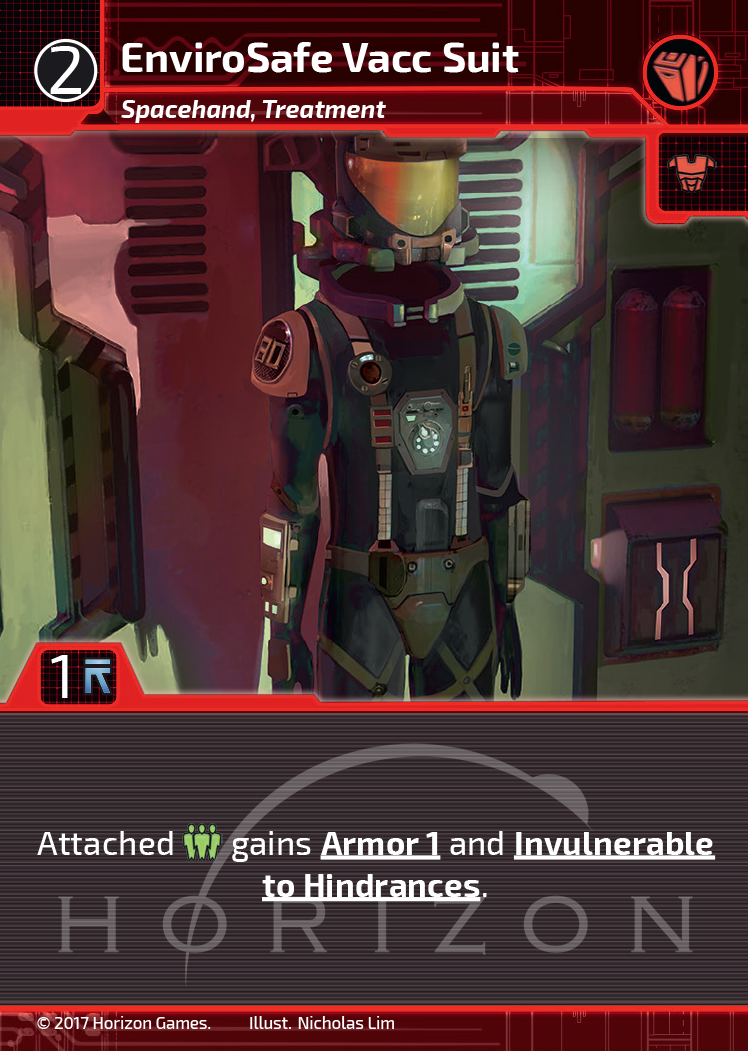 2
EnviroSafe Vacc Suit
Spacehand, Treatment
1
Attached gains Armor 1 and Invulnerable
to Hindrances.
HORIZON
© 2017 Horizon Games. Illust. Nicholas Lim